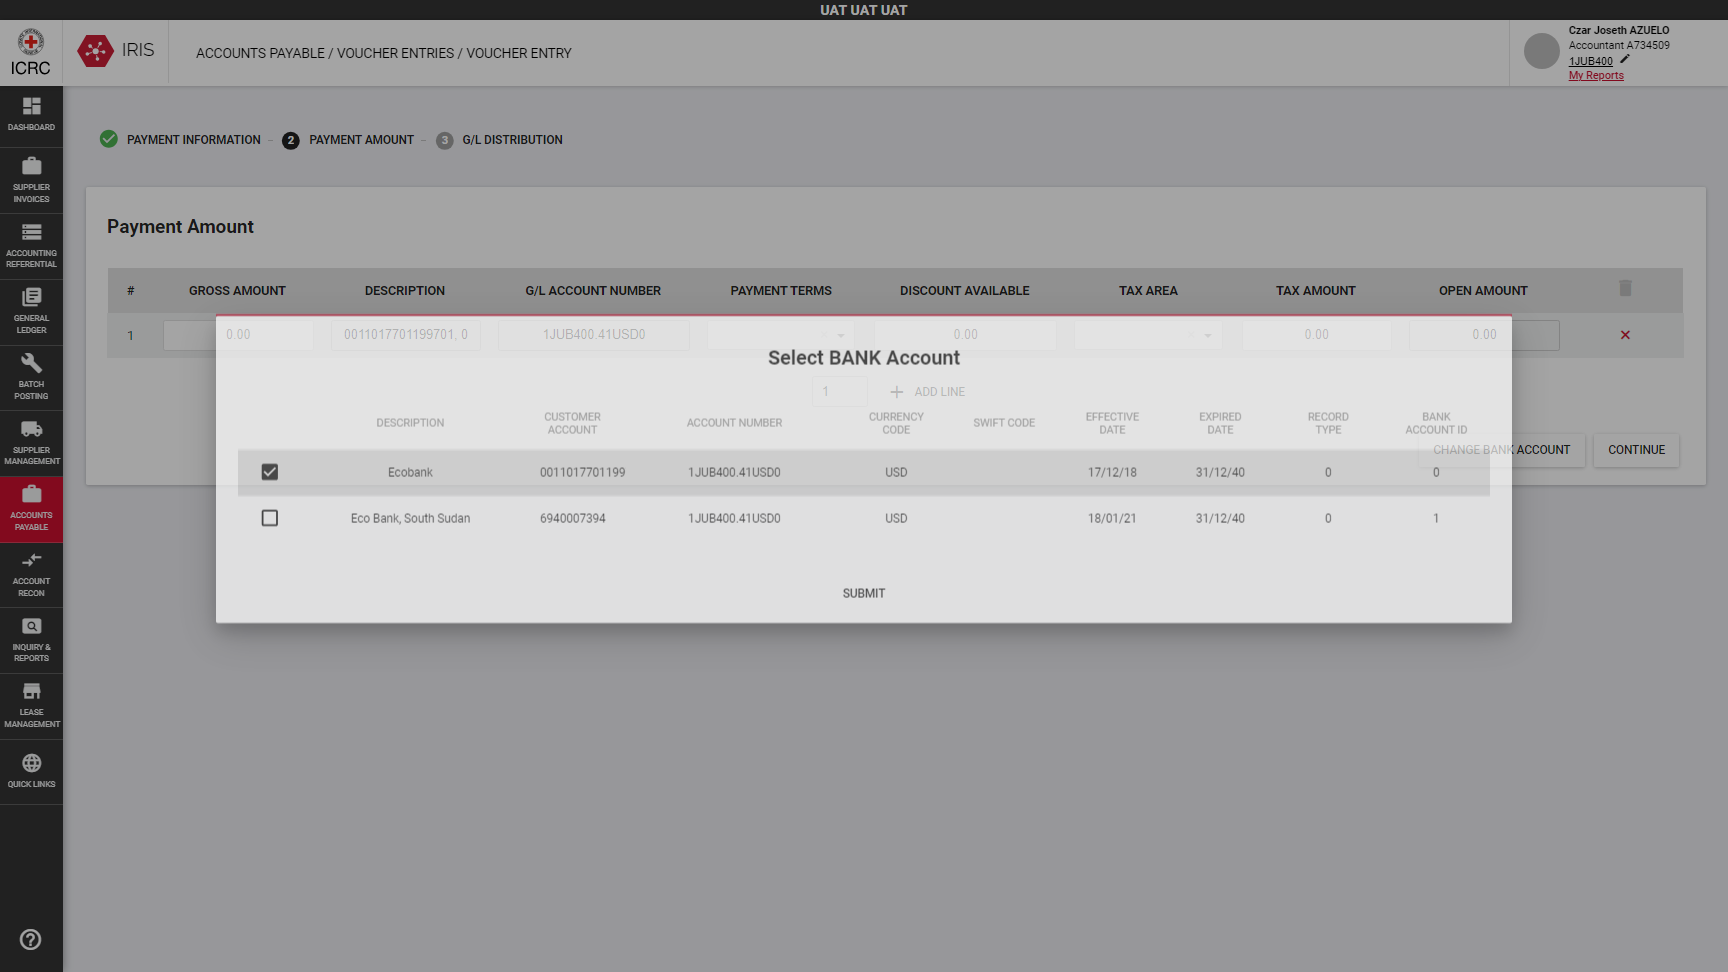 UAT UAT UAT
ICRC
IRIS
ACCOUNTS PAYABLE / VOUCHER ENTRIES / VOUCHER ENTRY
Czar Joseth AZUELO
Accountant A734509
1JUB400
My Reports
DASHBOARD
SUPPLIER
INVOICES
ACCOUNTING
REFERENTIAL
GENERAL
LEDGER
BATCH
POSTING
SUPPLIER
MANAGEMENT
ACCOUNTS
PAYABLE
ACCOUNT
RECON
INQUIRY &
REPORTS
LEASE
MANAGEMENT
QUICK LINKS
PAYMENT INFORMATION - 2 PAYMENT AMOUNT - 3 G/L DISTRIBUTION
Payment Amount
# GROSS AMOUNT DESCRIPTION G/L ACCOUNT NUMBER PAYMENT TERMS DISCOUNT AVAILABLE TAX AREA TAX AMOUNT OPEN AMOUNT
1 0.00 0011017701199701, 0 1JUB400.41USD0 0.00 0.00 0.00
Select BANK Account
1 ADD LINE
DESCRIPTION CUSTOMER ACCOUNT ACCOUNT NUMBER CURRENCY CODE SWIFT CODE EFFECTIVE DATE EXPIRED DATE RECORD TYPE BANK ACCOUNT ID
CHANGE BANK ACCOUNT CONTINUE
Ecobank 0011017701199 1JUB400.41USD0 USD 17/12/18 31/12/40 0 0
Eco Bank, South Sudan 6940007394 1JUB400.41USD0 USD 18/01/21 31/12/40 0 1
SUBMIT